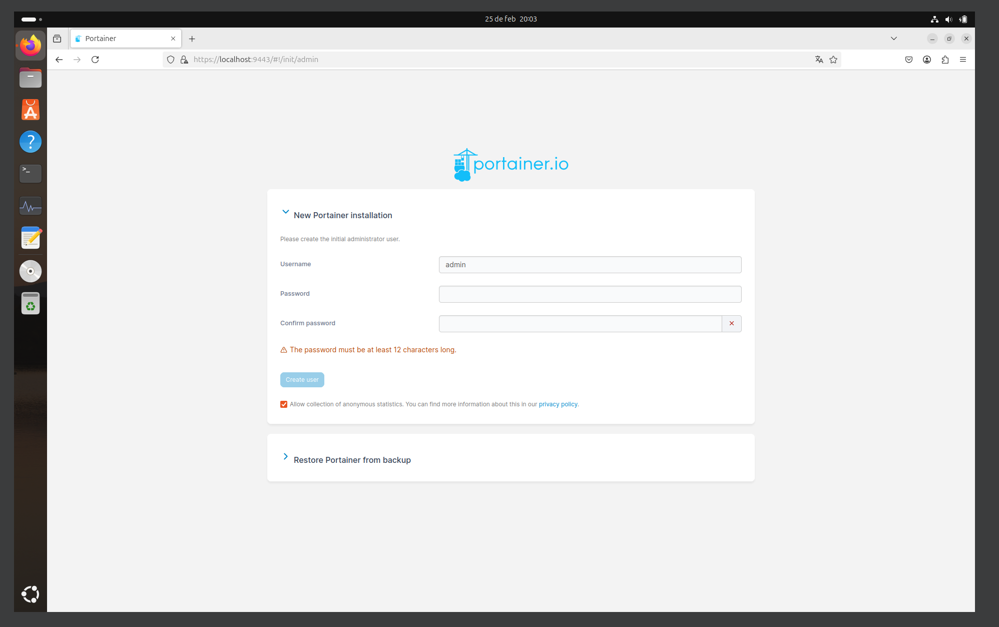 25 de feb 20:03
Portainer
https://localhost:9443/#!/init/admin
portainer.io
New Portainer installation
Please create the initial administrator user.
Username
admin
Password
Confirm password
The password must be at least 12 characters long.
Create user
Allow collection of anonymous statistics. You can find more information about this in our privacy policy.
Restore Portainer from backup